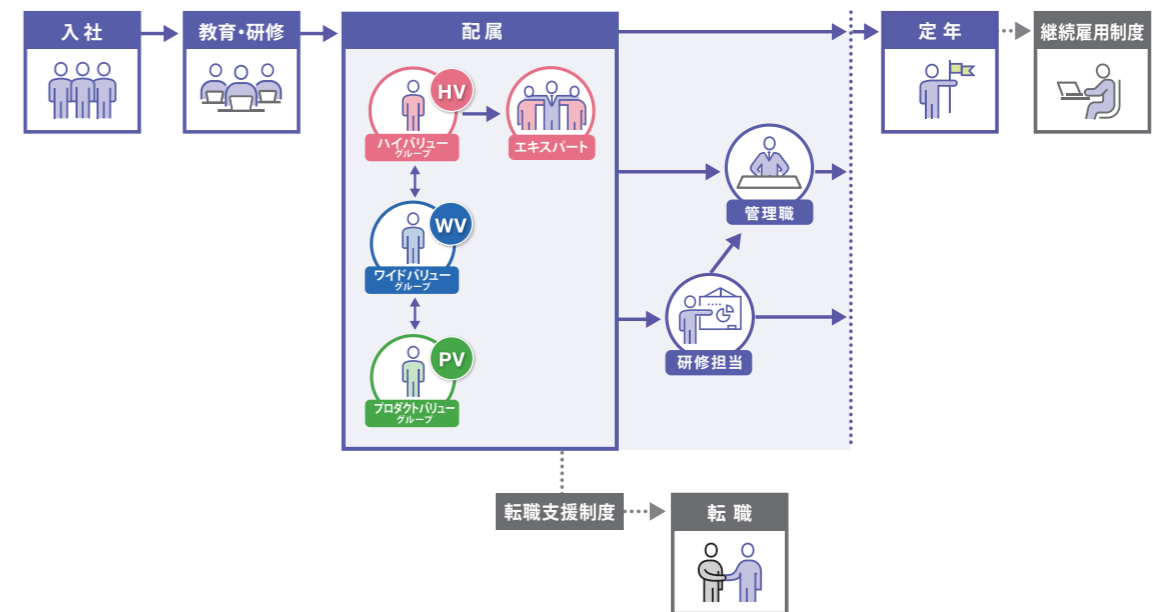 入社
教育・研修
配属
定年
継続雇用制度
HV
ハイバリュー
グループ
エキスパート
WV
ワイドバリュー
グループ
PV
プロダクトバリュー
グループ
管理職
研修担当
転職支援制度
転職